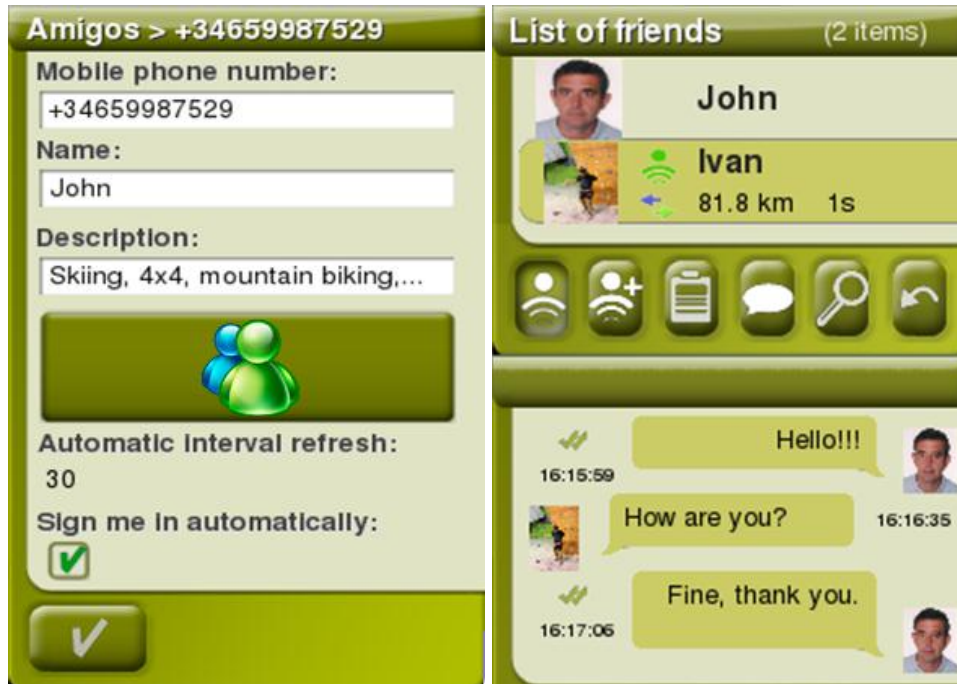 Amigos > +34659987529
Mobile phone number:
+34659987529
Name:
John
Description:
Skiing, 4x4, mountain biking,...
Automatic interval refresh:
30
Sign me in automatically:
List of friends (2 items)
John
Ivan
81.8 km 1s
Hello!!!
16:15:59
How are you?
16:16:35
Fine, thank you.
16:17:06